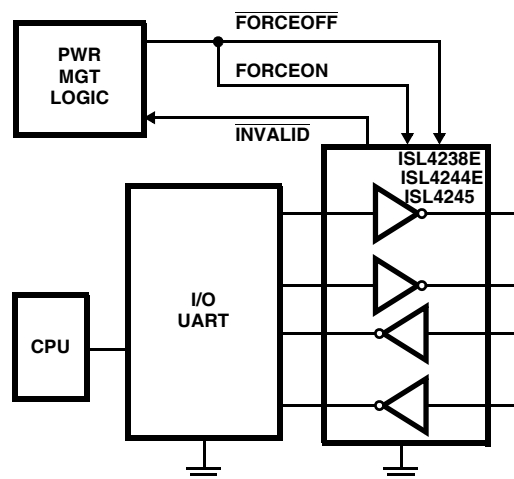 FORCEOFF
PWR
MGT
LOGIC
FORCEON
INVALID
ISL4238E
ISL4244E
ISL4245
I/O
UART
CPU